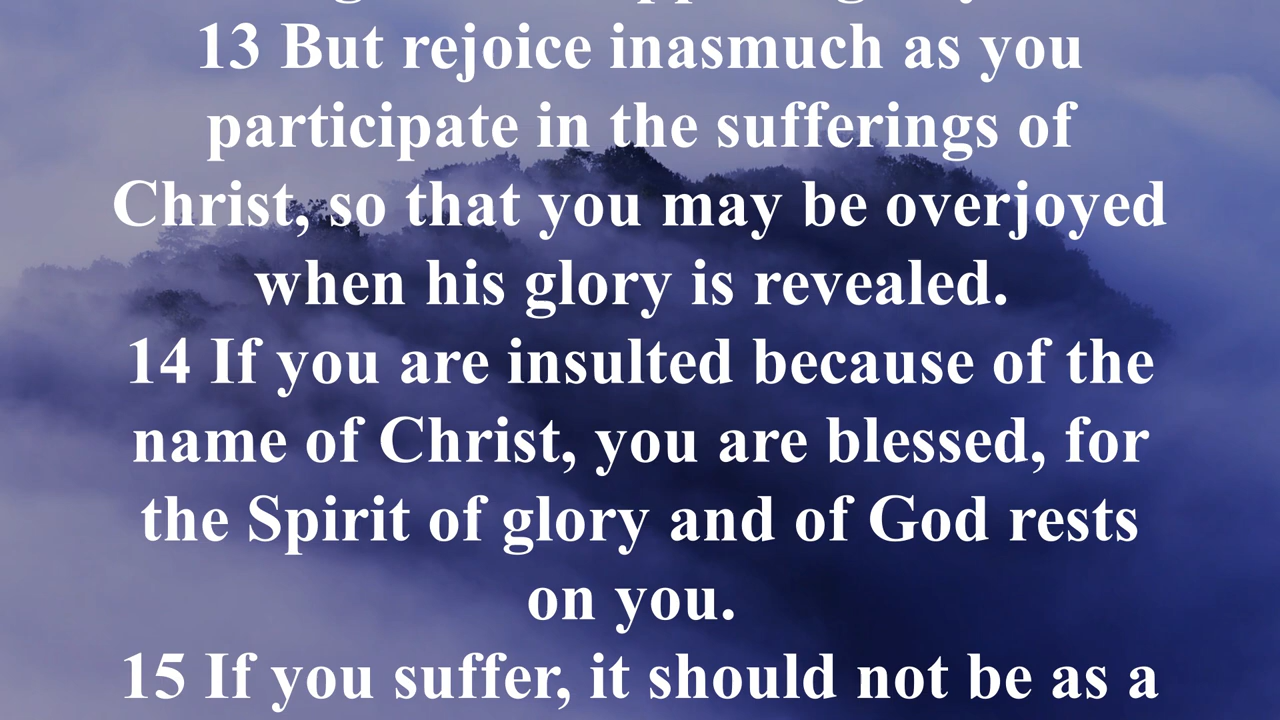 13 But rejoice inasmuch as you
participate in the sufferings of
Christ, so that you may be overjoyed
when his glory is revealed.
14 If you are insulted because of the
name of Christ, you are blessed, for
the Spirit of glory and of God rests
on you.
15 If you suffer, it should not be as a